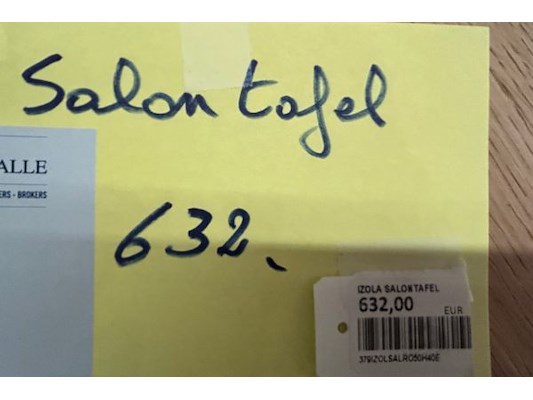 Salon tafel
ALLE
ERS - BROKERS
632,
IZOLA SALONTAFEL
632,00 EUR
379IZOLSALRO50H40E